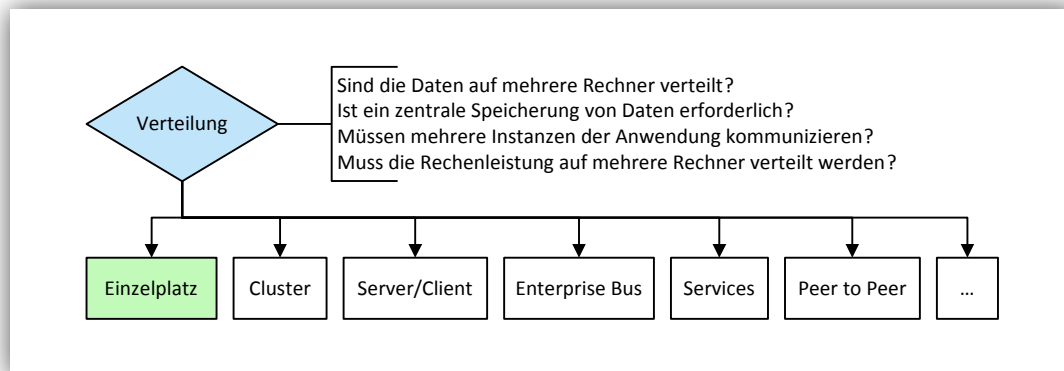 Verteilung
Sind die Daten auf mehrere Rechner verteilt?
Ist ein zentrale Speicherung von Daten erforderlich?
Müssen mehrere Instanzen der Anwendung kommunizieren?
Muss die Rechenleistung auf mehrere Rechner verteilt werden?
Einzelplatz
Cluster
Server/Client
Enterprise Bus
Services
Peer to Peer
...